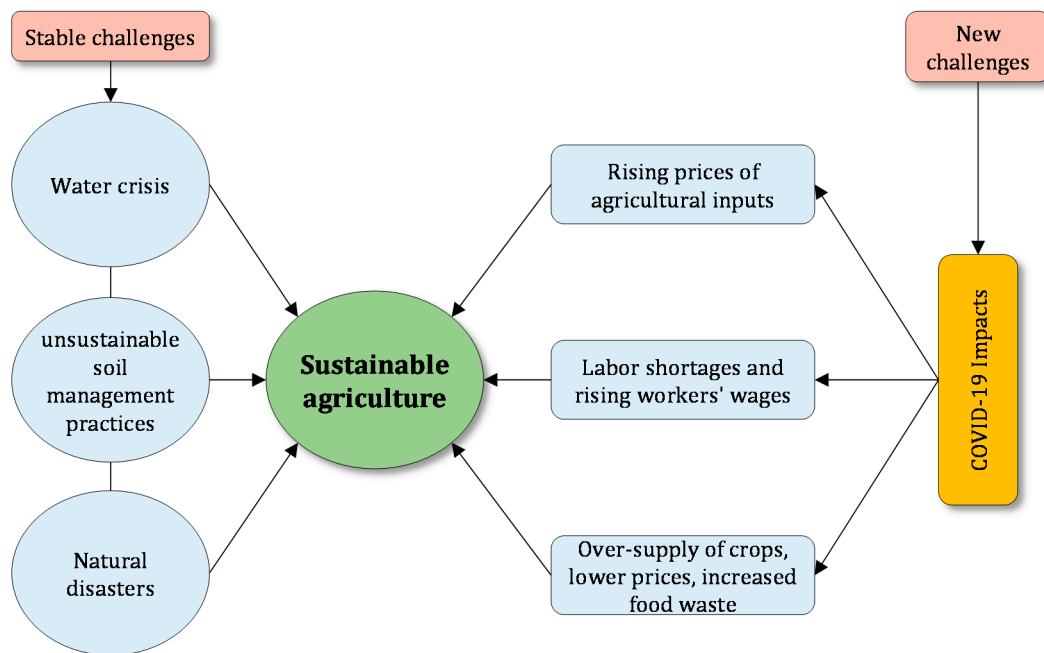 Stable challenges
New
challenges
Water crisis
Rising prices of
agricultural inputs
unsustainable
soil
management
practices
Sustainable
agriculture
Labor shortages and
rising workers' wages
COVID-19 Impacts
Natural
disasters
Over-supply of crops,
lower prices, increased
food waste